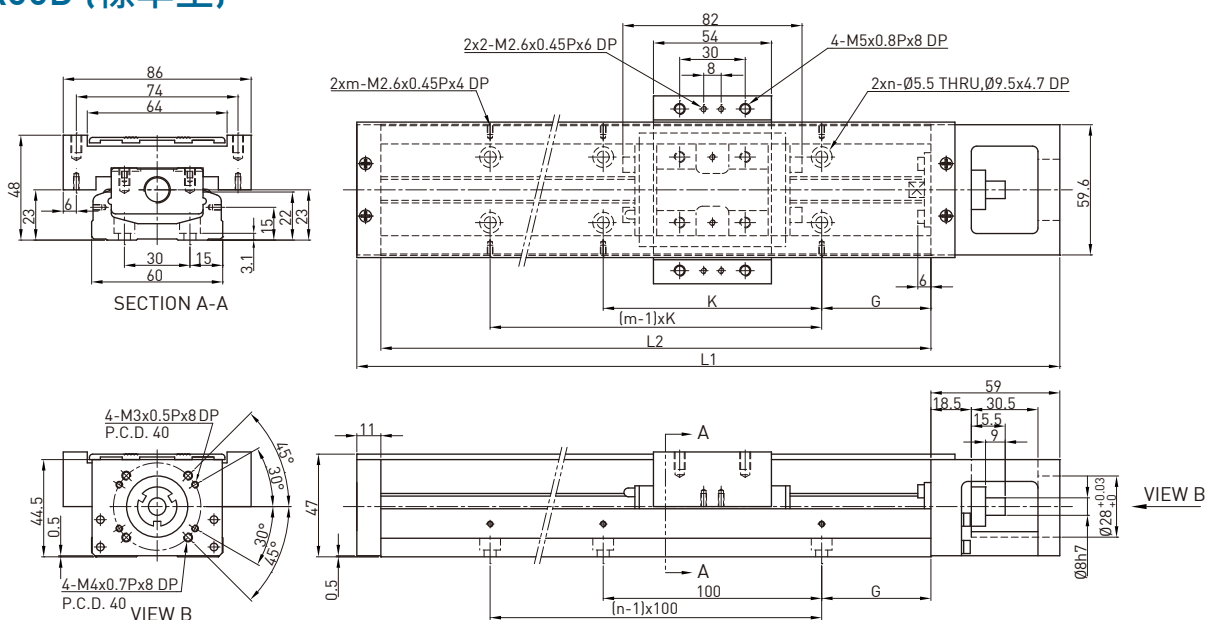 82
54
30
8
2x2-M2.6x0.45Px6 DP
4-M5x0.8Px8 DP
2xm-M2.6x0.45Px4 DP
2xn-Ø5.5 THRU,Ø9.5x4.7 DP
86
74
64
48
23
6
15
22
23
3.1
30
15
60
SECTION A-A
59.6
6
K
G
(m-1)xK
L2
L1
4-M3x0.5Px8 DP
P.C.D. 40
45°
30°
30°
45°
44.5
0.5
4-M4x0.7Px8 DP
P.C.D. 40
VIEW B
11
47
0.5
A
A
100
G
(n-1)x100
59
18.5
30.5
15.5
9
VIEW B
Ø28 +0.03 +0
Ø8h7